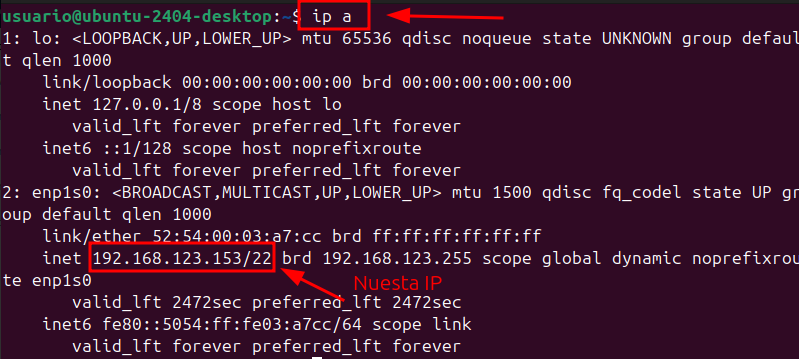 usuario@ubuntu-2404-desktop:~$ ip a
1: lo: <LOOPBACK,UP,LOWER_UP> mtu 65536 qdisc noqueue state UNKNOWN group defaul
t qlen 1000
    link/loopback 00:00:00:00:00:00 brd 00:00:00:00:00:00
    inet 127.0.0.1/8 scope host lo
       valid_lft forever preferred_lft forever
    inet6 ::1/128 scope host noprefixroute
       valid_lft forever preferred_lft forever
2: enp1s0: <BROADCAST,MULTICAST,UP,LOWER_UP> mtu 1500 qdisc fq_codel state UP gr
oup default qlen 1000
    link/ether 52:54:00:03:a7:cc brd ff:ff:ff:ff:ff:ff
    inet 192.168.123.153/22 brd 192.168.123.255 scope global dynamic noprefixrou
te enp1s0
Nuesta IP
       valid_lft 2472sec preferred_lft 2472sec
    inet6 fe80::5054:ff:fe03:a7cc/64 scope link
       valid_lft forever preferred_lft forever